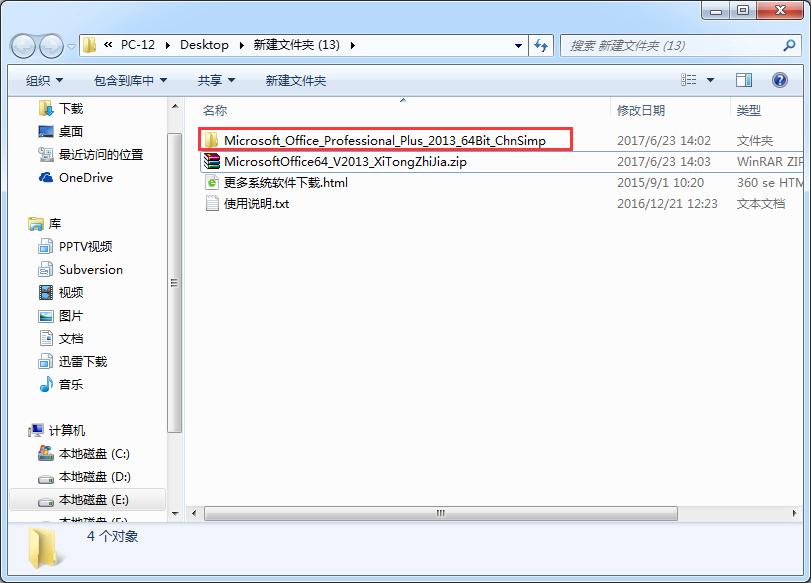 « PC-12 Desktop 新建文件夹 (13)
搜索 新建文件夹 (13)
组织 包含到库中 共享 新建文件夹
名称 修改日期 类型
Microsoft_Office_Professional_Plus_2013_64Bit_ChnSimp 2017/6/23 14:02 文件夹
MicrosoftOffice64_V2013_XiTongZhiJia.zip 2017/6/23 14:03 WinRAR ZIP
更多系统软件下载.html 2015/9/1 10:20 360 se HTM
使用说明.txt 2016/12/21 12:23 文本文档
下载
桌面
最近访问的位置
OneDrive
库
PPTV视频
Subversion
视频
图片
文档
迅雷下载
音乐
计算机
本地磁盘 (C:)
本地磁盘 (D:)
本地磁盘 (E:)
本地磁盘 (F:)
4 个对象